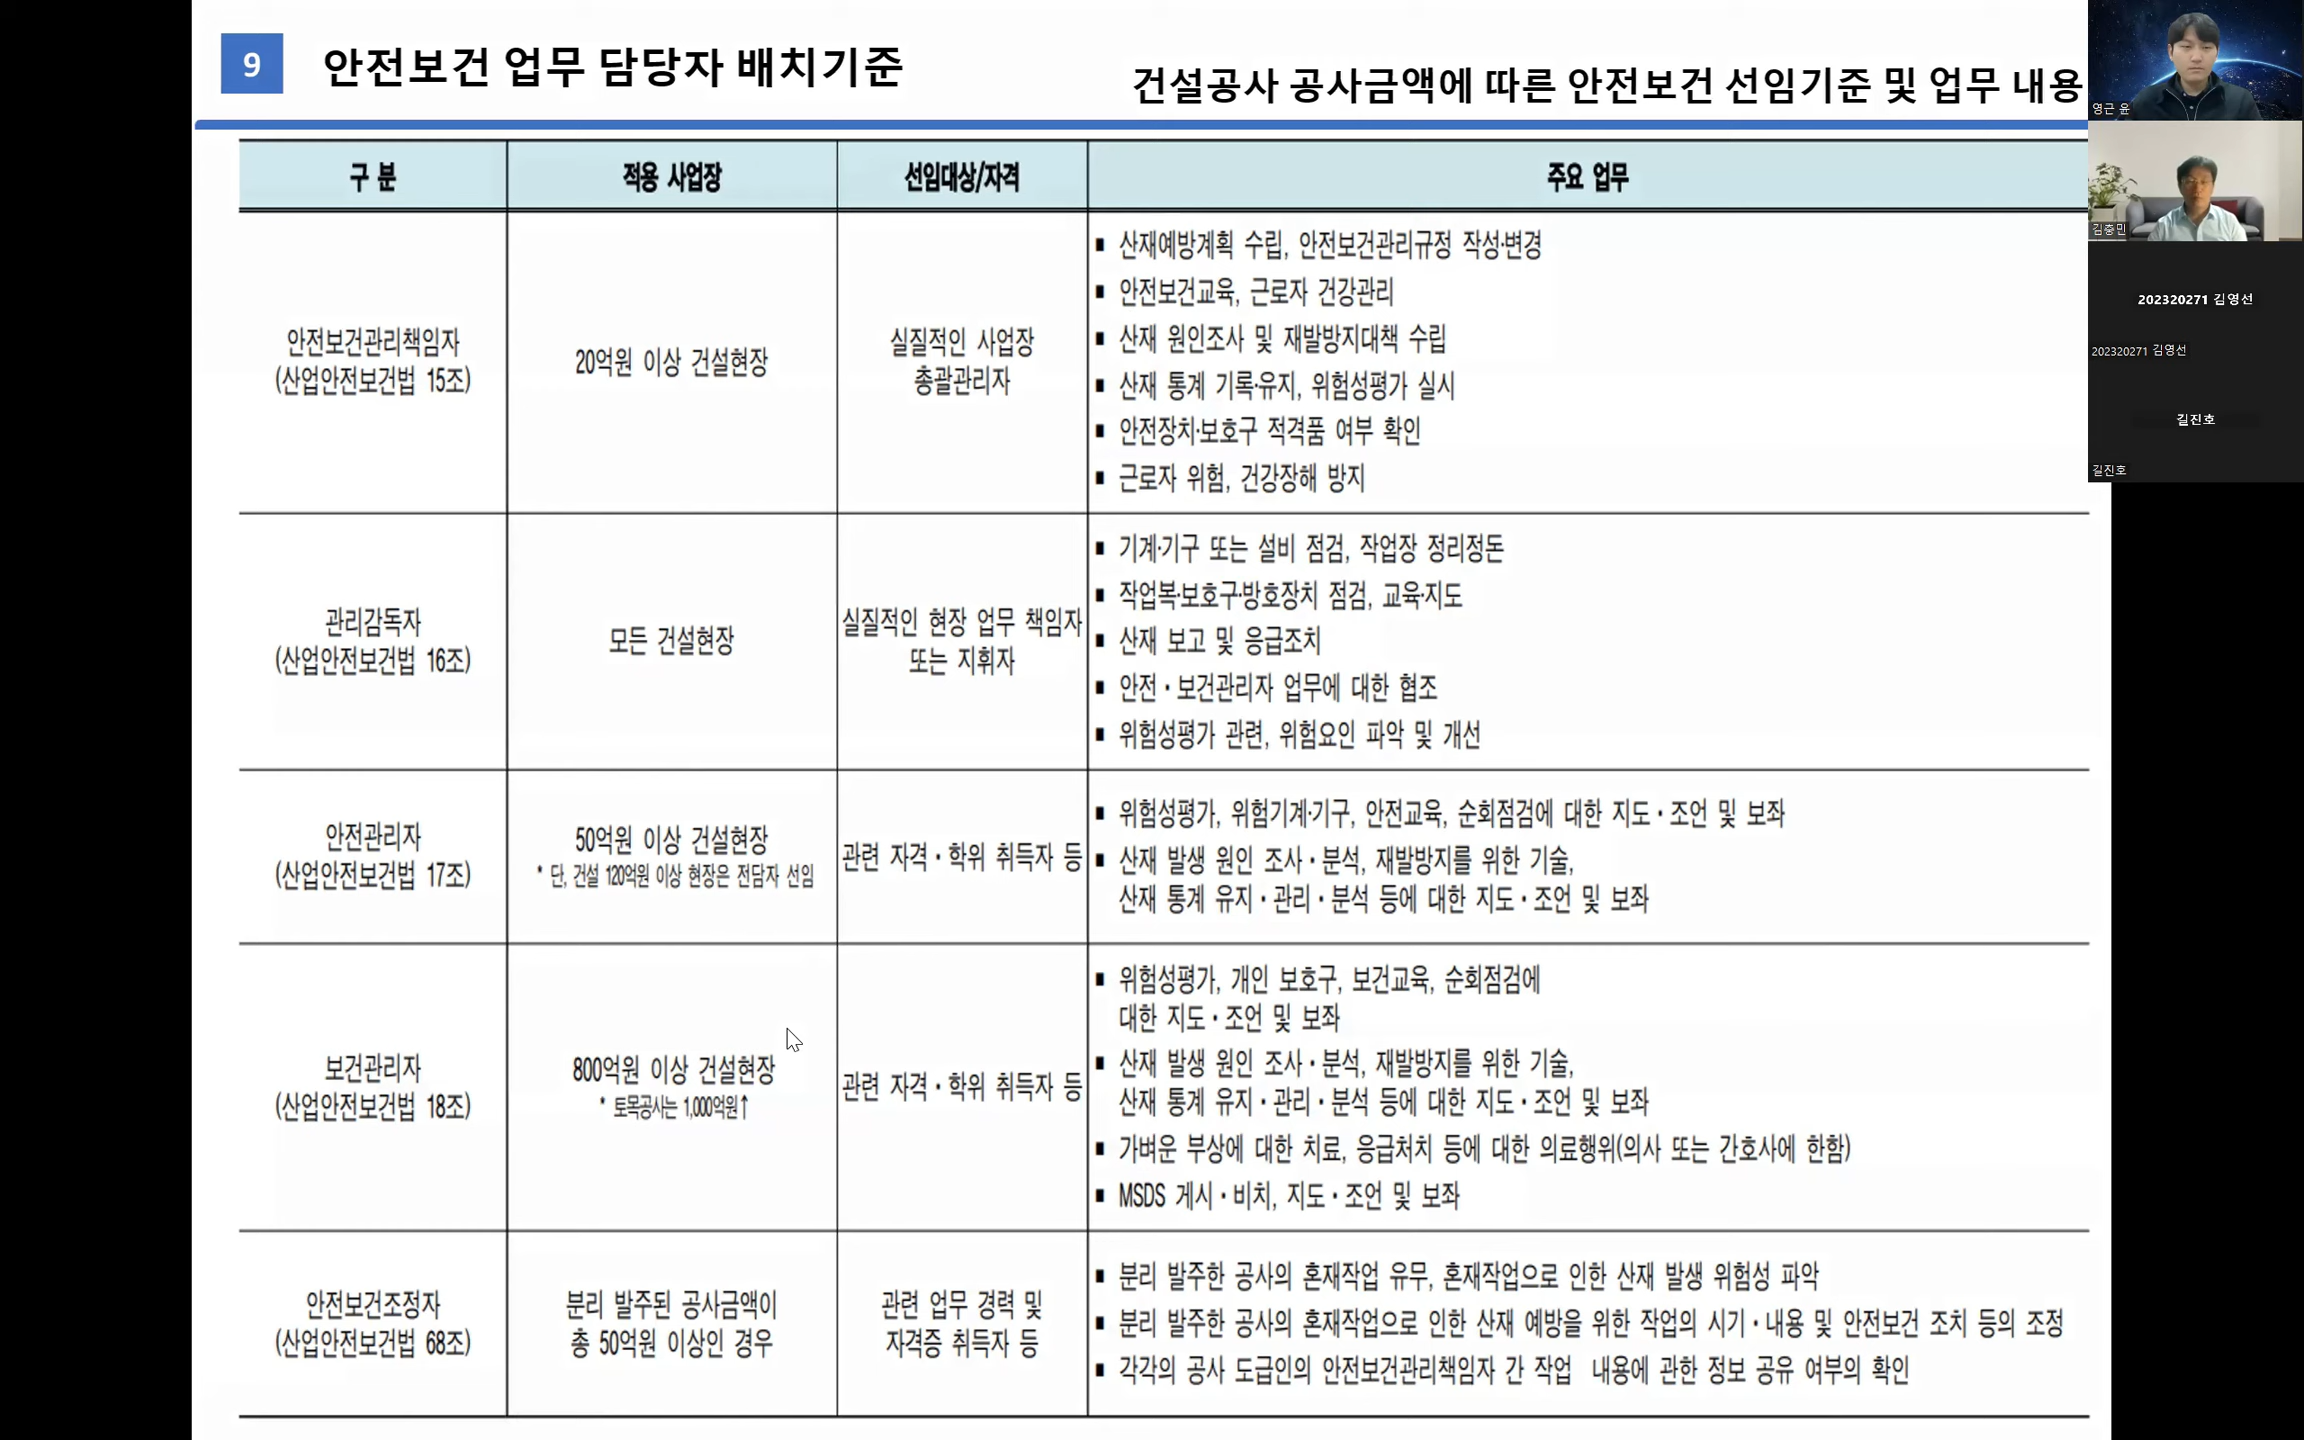 9 안전보건 업무 담당자 배치기준
건설공사 공사금액에 따른 안전보건 선임기준 및 업무 내용
구 분 적용 사업장 선임대상/자격 주요 업무
안전보건관리책임자
(산업안전보건법 15조)
20억원 이상 건설현장
실질적인 사업장
총괄관리자
▪ 산재예방계획 수립, 안전보건관리규정 작성·변경
▪ 안전보건교육, 근로자 건강관리
▪ 산재 원인조사 및 재발방지대책 수립
▪ 산재 통계 기록·유지, 위험성평가 실시
▪ 안전장치·보호구 적격품 여부 확인
▪ 근로자 위험, 건강장해 방지
관리감독자
(산업안전보건법 16조)
모든 건설현장
실질적인 현장 업무 책임자
또는 지휘자
▪ 기계·기구 또는 설비 점검, 작업장 정리정돈
▪ 작업복·보호구·방호장치 점검, 교육·지도
▪ 산재 보고 및 응급조치
▪ 안전·보건관리자 업무에 대한 협조
▪ 위험성평가 관련, 위험요인 파악 및 개선
안전관리자
(산업안전보건법 17조)
50억원 이상 건설현장
* 단, 건설 120억원 이상 현장은 전담자 선임
관련 자격·학위 취득자 등
▪ 위험성평가, 위험기계·기구, 안전교육, 순회점검에 대한 지도·조언 및 보좌
▪ 산재 발생 원인 조사·분석, 재발방지를 위한 기술,
산재 통계 유지·관리·분석 등에 대한 지도·조언 및 보좌
보건관리자
(산업안전보건법 18조)
800억원 이상 건설현장
* 토목공사는 1,000억원↑
관련 자격·학위 취득자 등
▪ 위험성평가, 개인 보호구, 보건교육, 순회점검에
대한 지도·조언 및 보좌
▪ 산재 발생 원인 조사·분석, 재발방지를 위한 기술,
산재 통계 유지·관리·분석 등에 대한 지도·조언 및 보좌
▪ 가벼운 부상에 대한 치료, 응급처치 등에 대한 의료행위(의사 또는 간호사에 한함)
▪ MSDS 게시·비치, 지도·조언 및 보좌
안전보건조정자
(산업안전보건법 68조)
분리 발주된 공사금액이
총 50억원 이상인 경우
관련 업무 경력 및
자격증 취득자 등
▪ 분리 발주한 공사의 혼재작업 유무, 혼재작업으로 인한 산재 발생 위험성 파악
▪ 분리 발주한 공사의 혼재작업으로 인한 산재 예방을 위한 작업의 시기·내용 및 안전보건 조치 등의 조정
▪ 각각의 공사 도급인의 안전보건관리책임자 간 작업 내용에 관한 정보 공유 여부의 확인
영근 윤
김충민
202320271 김영선
202320271 김영선
길진호
길진호